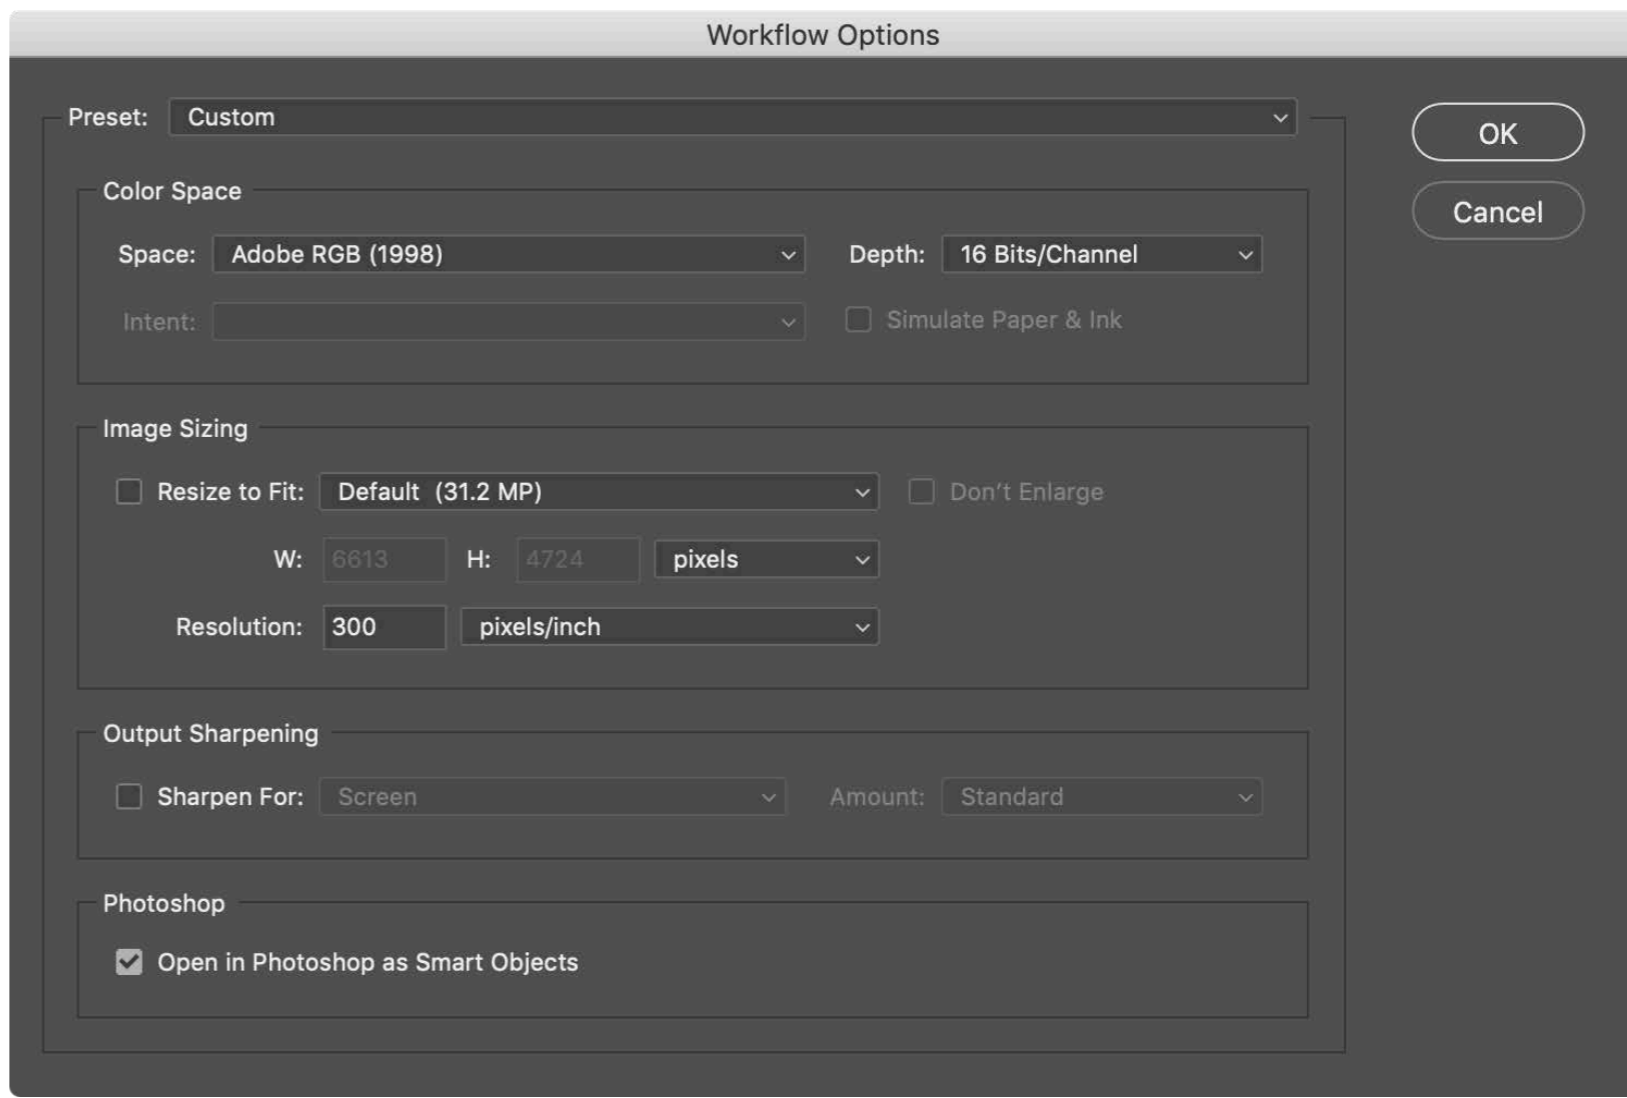 Workflow Options
Preset: Custom
OK
Color Space
Cancel
Space: Adobe RGB (1998) Depth: 16 Bits/Channel
Intent: Simulate Paper & Ink
Image Sizing
Resize to Fit: Default (31.2 MP) Don't Enlarge
W: 6613 H: 4724 pixels
Resolution: 300 pixels/inch
Output Sharpening
Sharpen For: Screen Amount: Standard
Photoshop
Open in Photoshop as Smart Objects